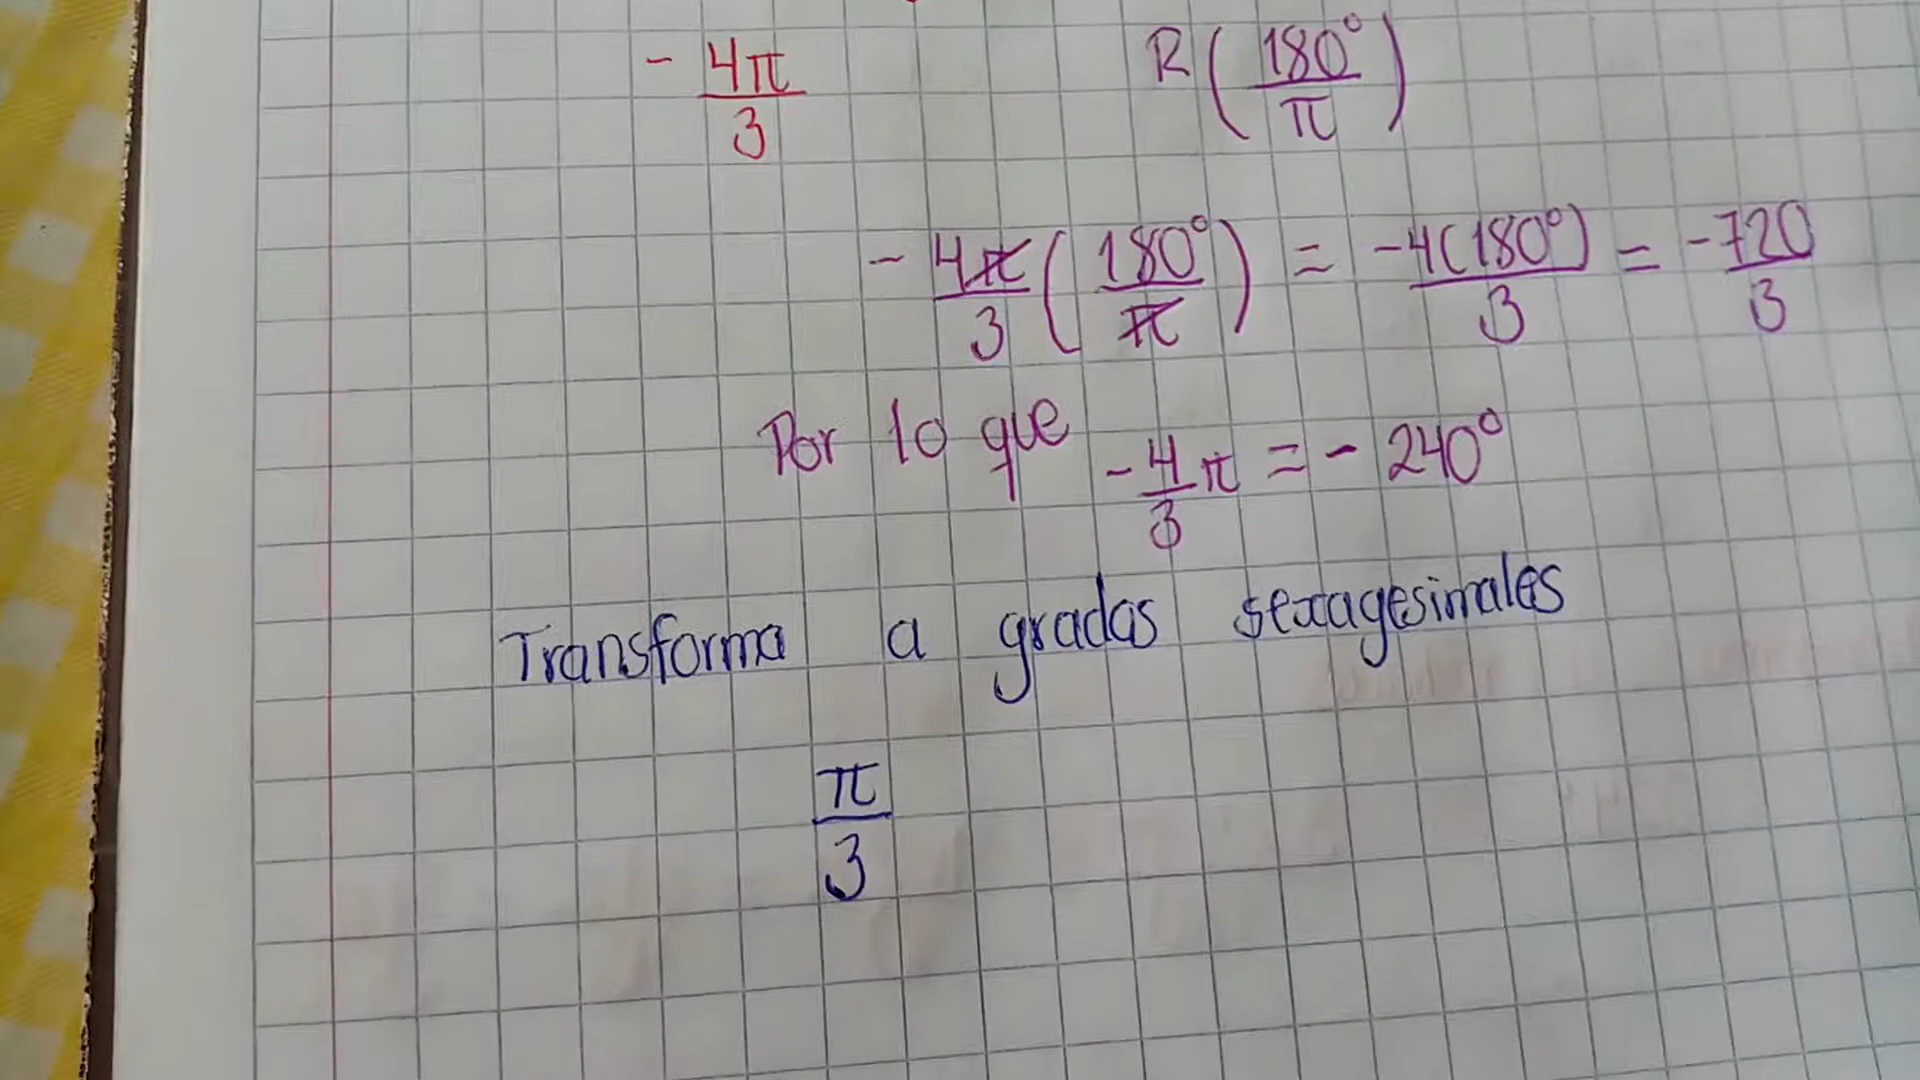 - 4π/3 R(180°/π)
- 4π/3 (180°/π) = -4(180°)/3 = -720/3
Por lo que - 4/3 π = - 240°
Transforma a grados sexagesimales
π/3